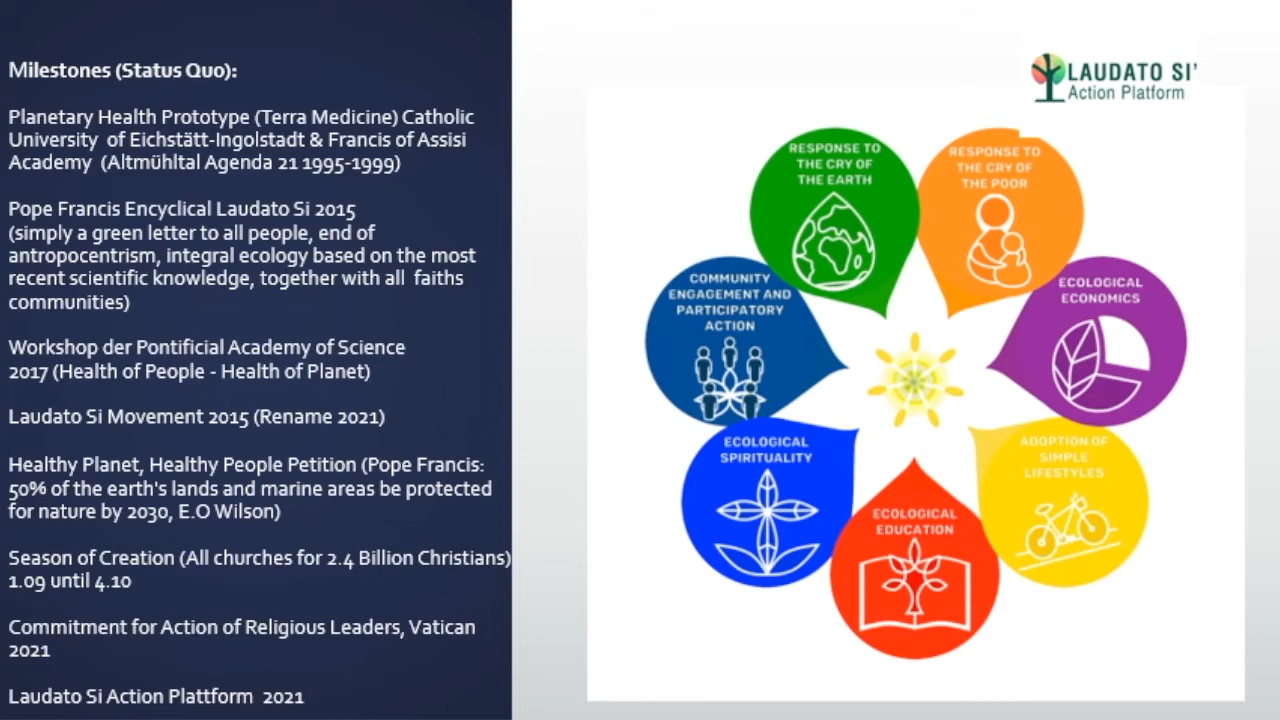 Milestones (Status Quo):
Planetary Health Prototype (Terra Medicine) Catholic
University of Eichstätt-Ingolstadt & Francis of Assisi
Academy (Altmühltal Agenda 21 1995-1999)
Pope Francis Encyclical Laudato Si 2015
(simply a green letter to all people, end of
antropocentrism, integral ecology based on the most
recent scientific knowledge, together with all faiths
communities)
Workshop der Pontificial Academy of Science
2017 (Health of People - Health of Planet)
Laudato Si Movement 2015 (Rename 2021)
Healthy Planet, Healthy People Petition (Pope Francis:
50% of the earth's lands and marine areas be protected
for nature by 2030, E.O Wilson)
Season of Creation (All churches for 2.4 Billion Christians)
1.09 until 4.10
Commitment for Action of Religious Leaders, Vatican
2021
Laudato Si Action Plattform 2021
LAUDATO SI'
Action Platform
RESPONSE TO
THE CRY OF
THE EARTH
RESPONSE TO
THE CRY OF
THE POOR
COMMUNITY
ENGAGEMENT AND
PARTICIPATORY
ACTION
ECOLOGICAL
ECONOMICS
ECOLOGICAL
SPIRITUALITY
ADOPTION OF
SIMPLE
LIFESTYLES
ECOLOGICAL
EDUCATION